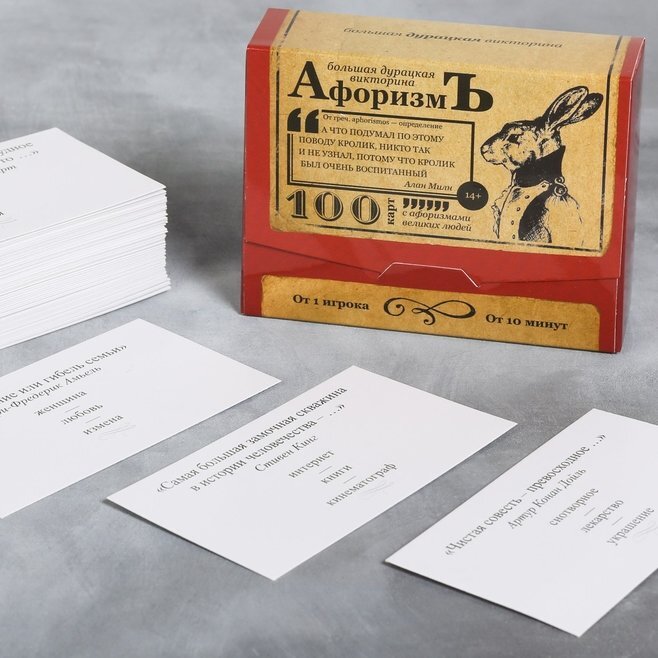 большая дурацкая викторина
большая дурацкая
викторина
АфоризмЪ
От греч. aphorismos — определение
“
А ЧТО ПОДУМАЛ ПО ЭТОМУ
ПОВОДУ КРОЛИК, НИКТО ТАК
И НЕ УЗНАЛ, ПОТОМУ ЧТО КРОЛИК
БЫЛ ОЧЕНЬ ВОСПИТАННЫЙ
Алан Милн
14+
100 карт
с афоризмами
великих людей
От 1 игрока
От 10 минут
или гибель семьи»
Фредерик Амьель
женщина
—
любовь
—
измена
«Самая большая замочная скважина
в истории человечества – …»
Стивен Кинг
интернет
—
книги
—
кинематограф
«Чистая совесть – превосходное …»
Артур Конан Дойль
снотворное
—
лекарство
—
украшение